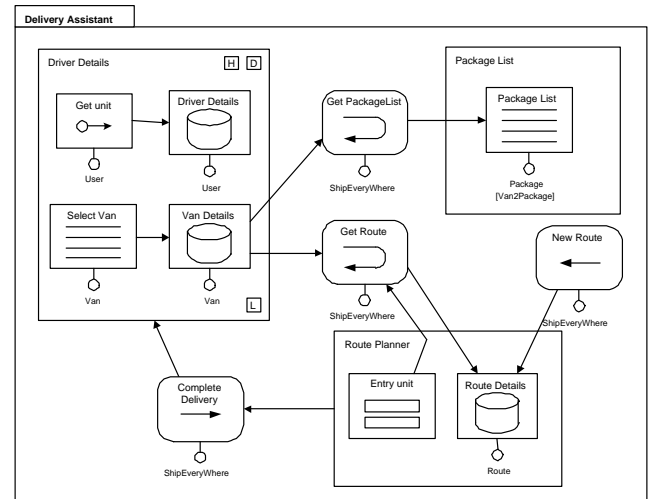 Delivery Assistant
Driver Details
H
D
Get unit
User
Driver Details
User
Select Van
Van
Van Details
Van
L
Get PackageList
ShipEveryWhere
Package List
Package List
Package
[Van2Package]
Get Route
ShipEveryWhere
New Route
ShipEveryWhere
Route Planner
Entry unit
Route Details
Route
Complete
Delivery
ShipEveryWhere